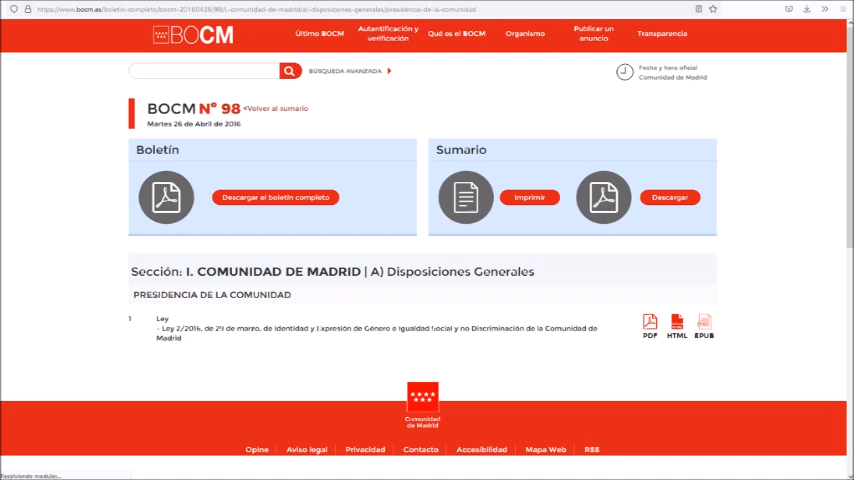 https://www.bocm.es/boletin-completo/bocm-20160426/98/i.-comunidad-de-madrid/a)-disposiciones-generales/presidencia-de-la-comunidad
BOCM
Último BOCM
Autentificación y verificación
Qué es el BOCM
Organismo
Publicar un anuncio
Transparencia
BÚSQUEDA AVANZADA
Fecha y hora oficial
Comunidad de Madrid
BOCM Nº 98 <Volver al sumario
Martes 26 de Abril de 2016
Boletín
Descargar el boletín completo
Sumario
Imprimir
Descargar
Sección: I. COMUNIDAD DE MADRID | A) Disposiciones Generales
PRESIDENCIA DE LA COMUNIDAD
1 Ley
– Ley 2/2016, de 29 de marzo, de Identidad y Expresión de Género e Igualdad Social y no Discriminación de la Comunidad de
Madrid
PDF HTML EPUB
Comunidad
de Madrid
Opine Aviso legal Privacidad Contacto Accesibilidad Mapa Web RSS
Resolviendo modules...